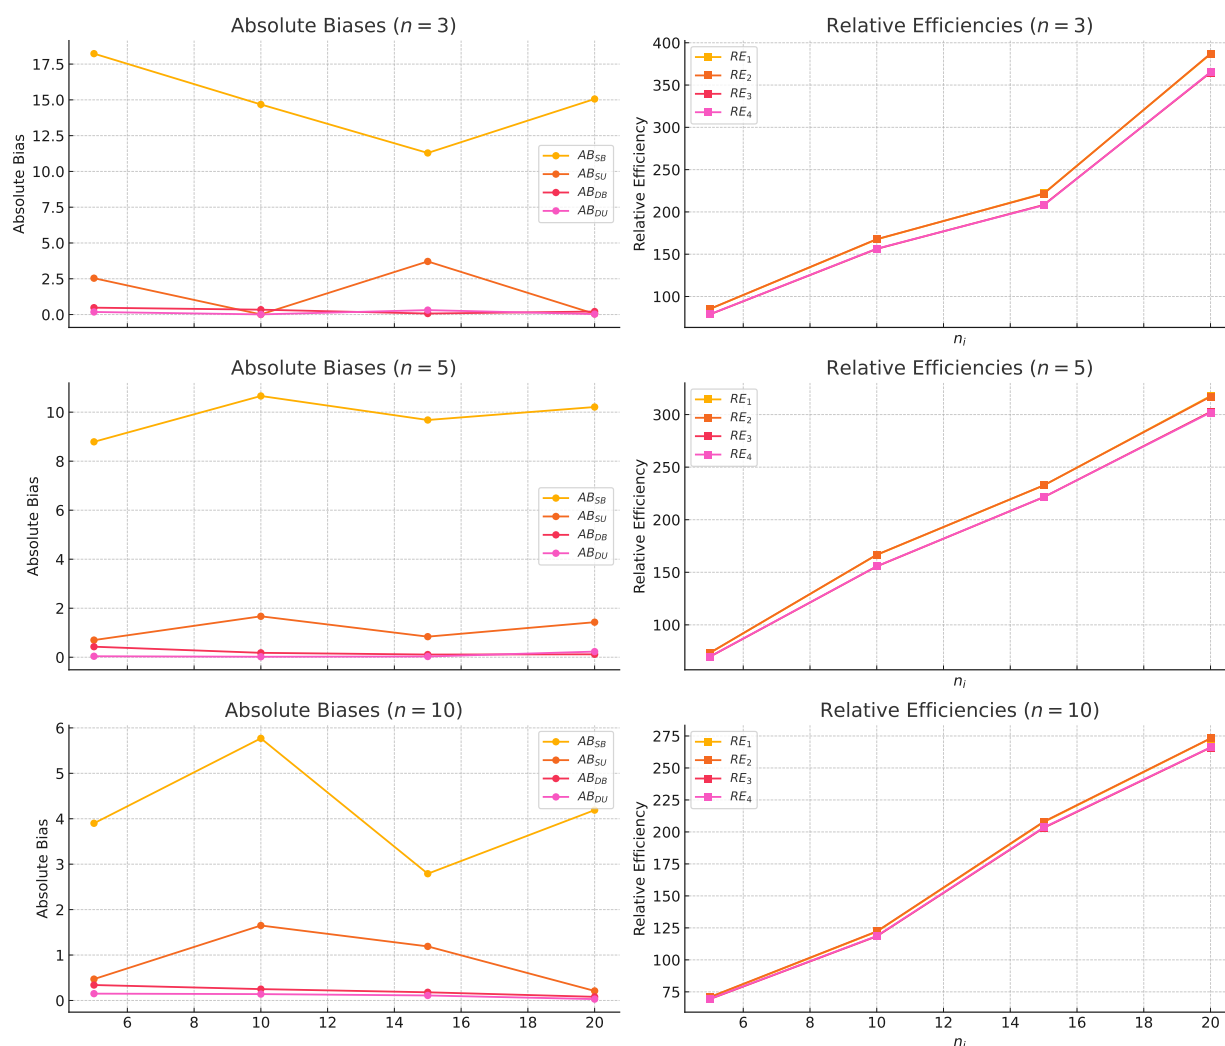 Absolute Biases (n = 3)
Absolute Bias
17.5
15.0
12.5
10.0
7.5
5.0
2.5
0.0
AB_SB
AB_SU
AB_DB
AB_DU
Relative Efficiencies (n = 3)
Relative Efficiency
400
350
300
250
200
150
100
RE_1
RE_2
RE_3
RE_4
n_i
Absolute Biases (n = 5)
Absolute Bias
10
8
6
4
2
0
AB_SB
AB_SU
AB_DB
AB_DU
Relative Efficiencies (n = 5)
Relative Efficiency
300
250
200
150
100
RE_1
RE_2
RE_3
RE_4
n_i
Absolute Biases (n = 10)
Absolute Bias
6
5
4
3
2
1
0
AB_SB
AB_SU
AB_DB
AB_DU
6 8 10 12 14 16 18 20
Relative Efficiencies (n = 10)
Relative Efficiency
275
250
225
200
175
150
125
100
75
RE_1
RE_2
RE_3
RE_4
6 8 10 12 14 16 18 20
n_i